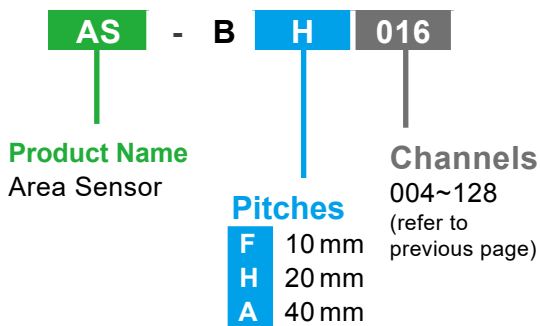 AS - B H 016
Product Name
Area Sensor
Channels
004~128
(refer to
previous page)
Pitches
F 10 mm
H 20 mm
A 40 mm